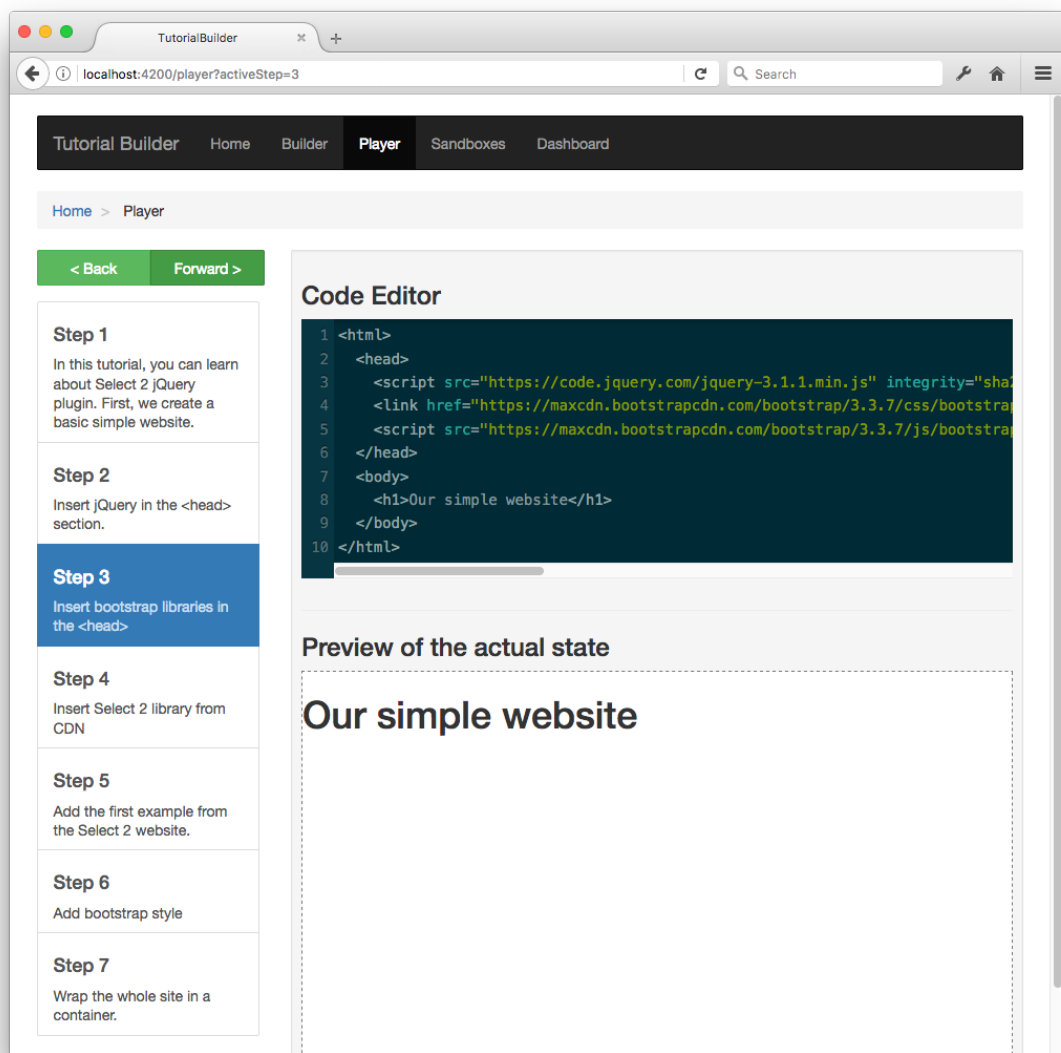 TutorialBuilder
localhost:4200/player?activeStep=3
Search
Tutorial Builder Home Builder Player Sandboxes Dashboard
Home > Player
< Back Forward >
Step 1
In this tutorial, you can learn
about Select 2 jQuery
plugin. First, we create a
basic simple website.
Step 2
Insert jQuery in the <head>
section.
Step 3
Insert bootstrap libraries in
the <head>
Step 4
Insert Select 2 library from
CDN
Step 5
Add the first example from
the Select 2 website.
Step 6
Add bootstrap style
Step 7
Wrap the whole site in a
container.
Code Editor
1 <html>
2 <head>
3 <script src="https://code.jquery.com/jquery-3.1.1.min.js" integrity="sha2
4 <link href="https://maxcdn.bootstrapcdn.com/bootstrap/3.3.7/css/bootstrap
5 <script src="https://maxcdn.bootstrapcdn.com/bootstrap/3.3.7/js/bootstrap
6 </head>
7 <body>
8 <h1>Our simple website</h1>
9 </body>
10 </html>
Preview of the actual state
Our simple website